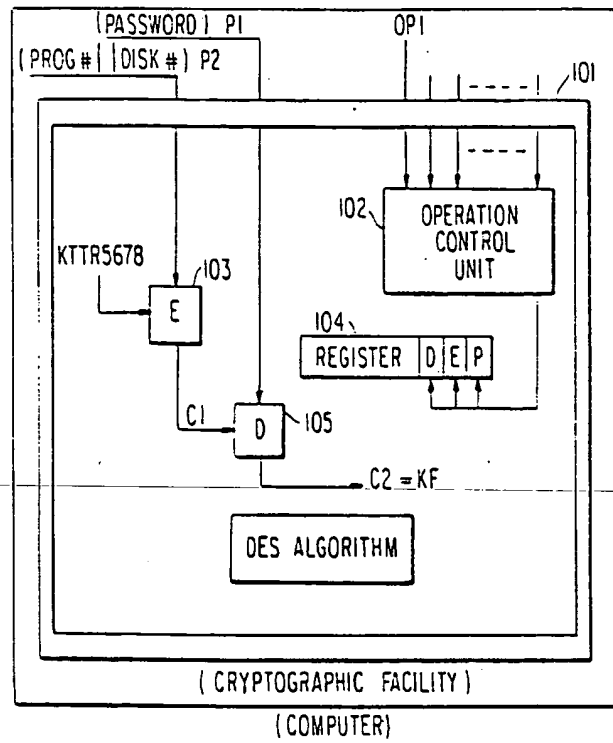 (PASSWORD) P1
OP1
(PROG #| |DISK #) P2
101
102
OPERATION
CONTROL
UNIT
KTTR5678
103
E
104
REGISTER D E P
C1
105
D
C2 = KF
DES ALGORITHM
(CRYPTOGRAPHIC FACILITY)
(COMPUTER)